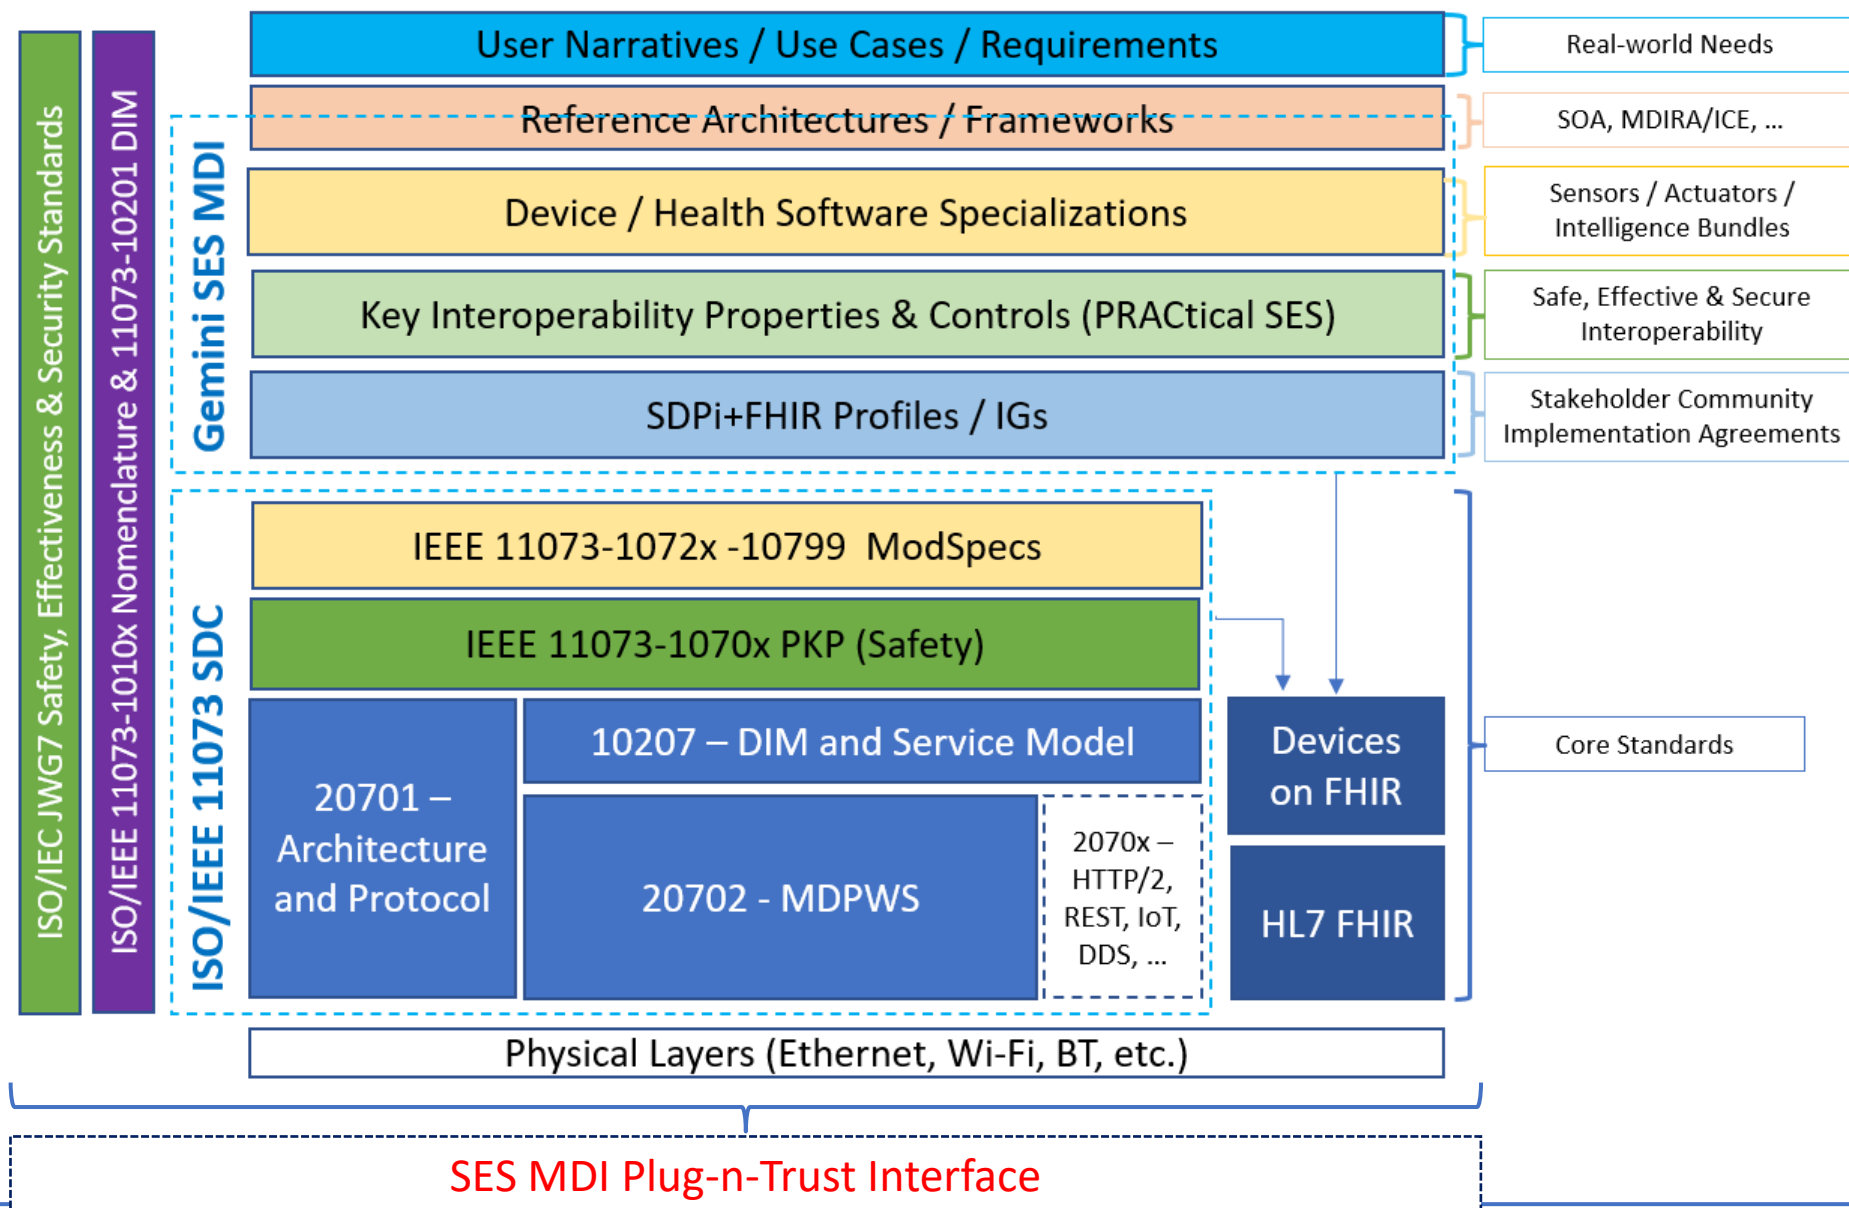 ISO/IEC JWG7 Safety, Effectiveness & Security Standards
ISO/IEEE 11073-1010x Nomenclature & 11073-10201 DIM
User Narratives / Use Cases / Requirements
Real-world Needs
Gemini SES MDI
Reference Architectures / Frameworks
SOA, MDIRA/ICE, ...
Device / Health Software Specializations
Sensors / Actuators /
Intelligence Bundles
Key Interoperability Properties & Controls (PRACtical SES)
Safe, Effective & Secure
Interoperability
SDPi+FHIR Profiles / IGs
Stakeholder Community
Implementation Agreements
ISO/IEEE 11073 SDC
IEEE 11073-1072x -10799 ModSpecs
IEEE 11073-1070x PKP (Safety)
20701 –
Architecture
and Protocol
10207 – DIM and Service Model
20702 - MDPWS
2070x –
HTTP/2,
REST, IoT,
DDS, ...
Devices
on FHIR
HL7 FHIR
Core Standards
Physical Layers (Ethernet, Wi-Fi, BT, etc.)
SES MDI Plug-n-Trust Interface